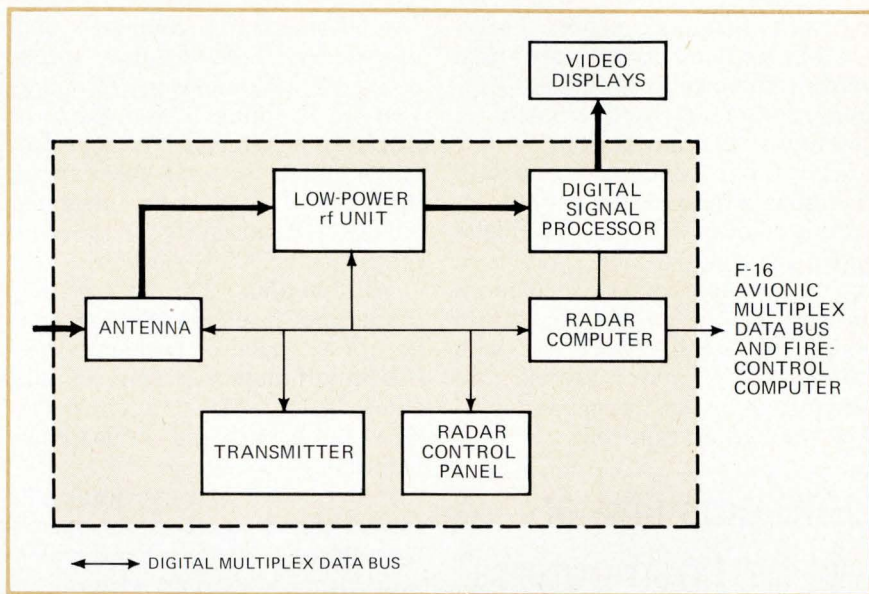 VIDEO
DISPLAYS
LOW-POWER
rf UNIT
DIGITAL
SIGNAL
PROCESSOR
ANTENNA
RADAR
COMPUTER
F-16
AVIONIC
MULTIPLEX
DATA BUS
AND FIRE-
CONTROL
COMPUTER
TRANSMITTER
RADAR
CONTROL
PANEL
DIGITAL MULTIPLEX DATA BUS